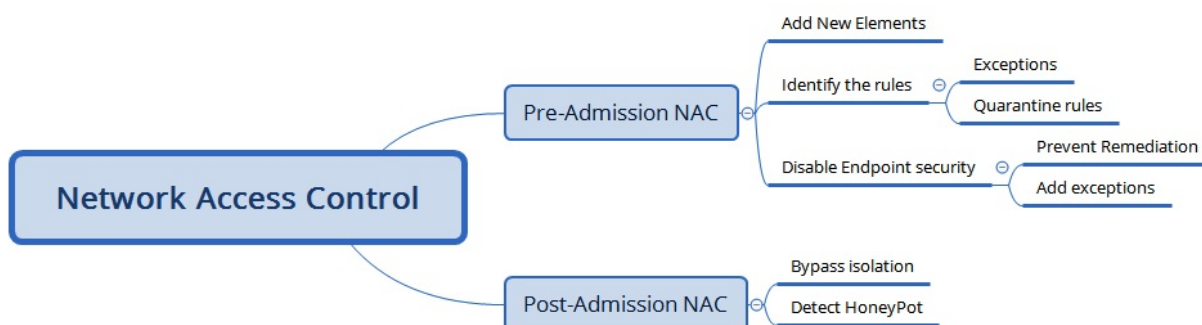 Network Access Control
Pre-Admission NAC
Add New Elements
Identify the rules
Exceptions
Quarantine rules
Disable Endpoint security
Prevent Remediation
Add exceptions
Post-Admission NAC
Bypass isolation
Detect HoneyPot